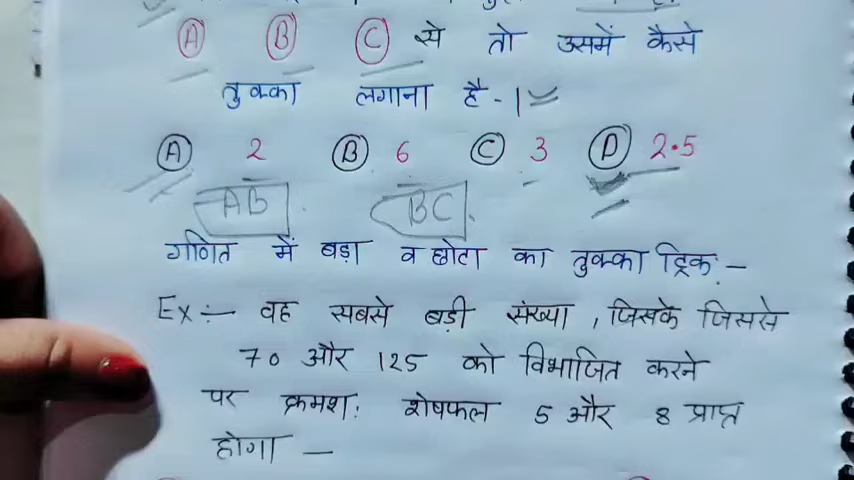 Ⓐ Ⓑ Ⓒ से तो उसमें कैसे
तुक्का लगाना है -।
Ⓐ 2 Ⓑ 6 Ⓒ 3 Ⓓ 2.5
AB BC
गणित में बड़ा व छोटा का तुक्का ट्रिक -
Ex :- वह सबसे बड़ी संख्या , जिसके जिससे
70 और 125 को विभाजित करने
पर क्रमश: शेषफल 5 और 8 प्राप्त
होगा -